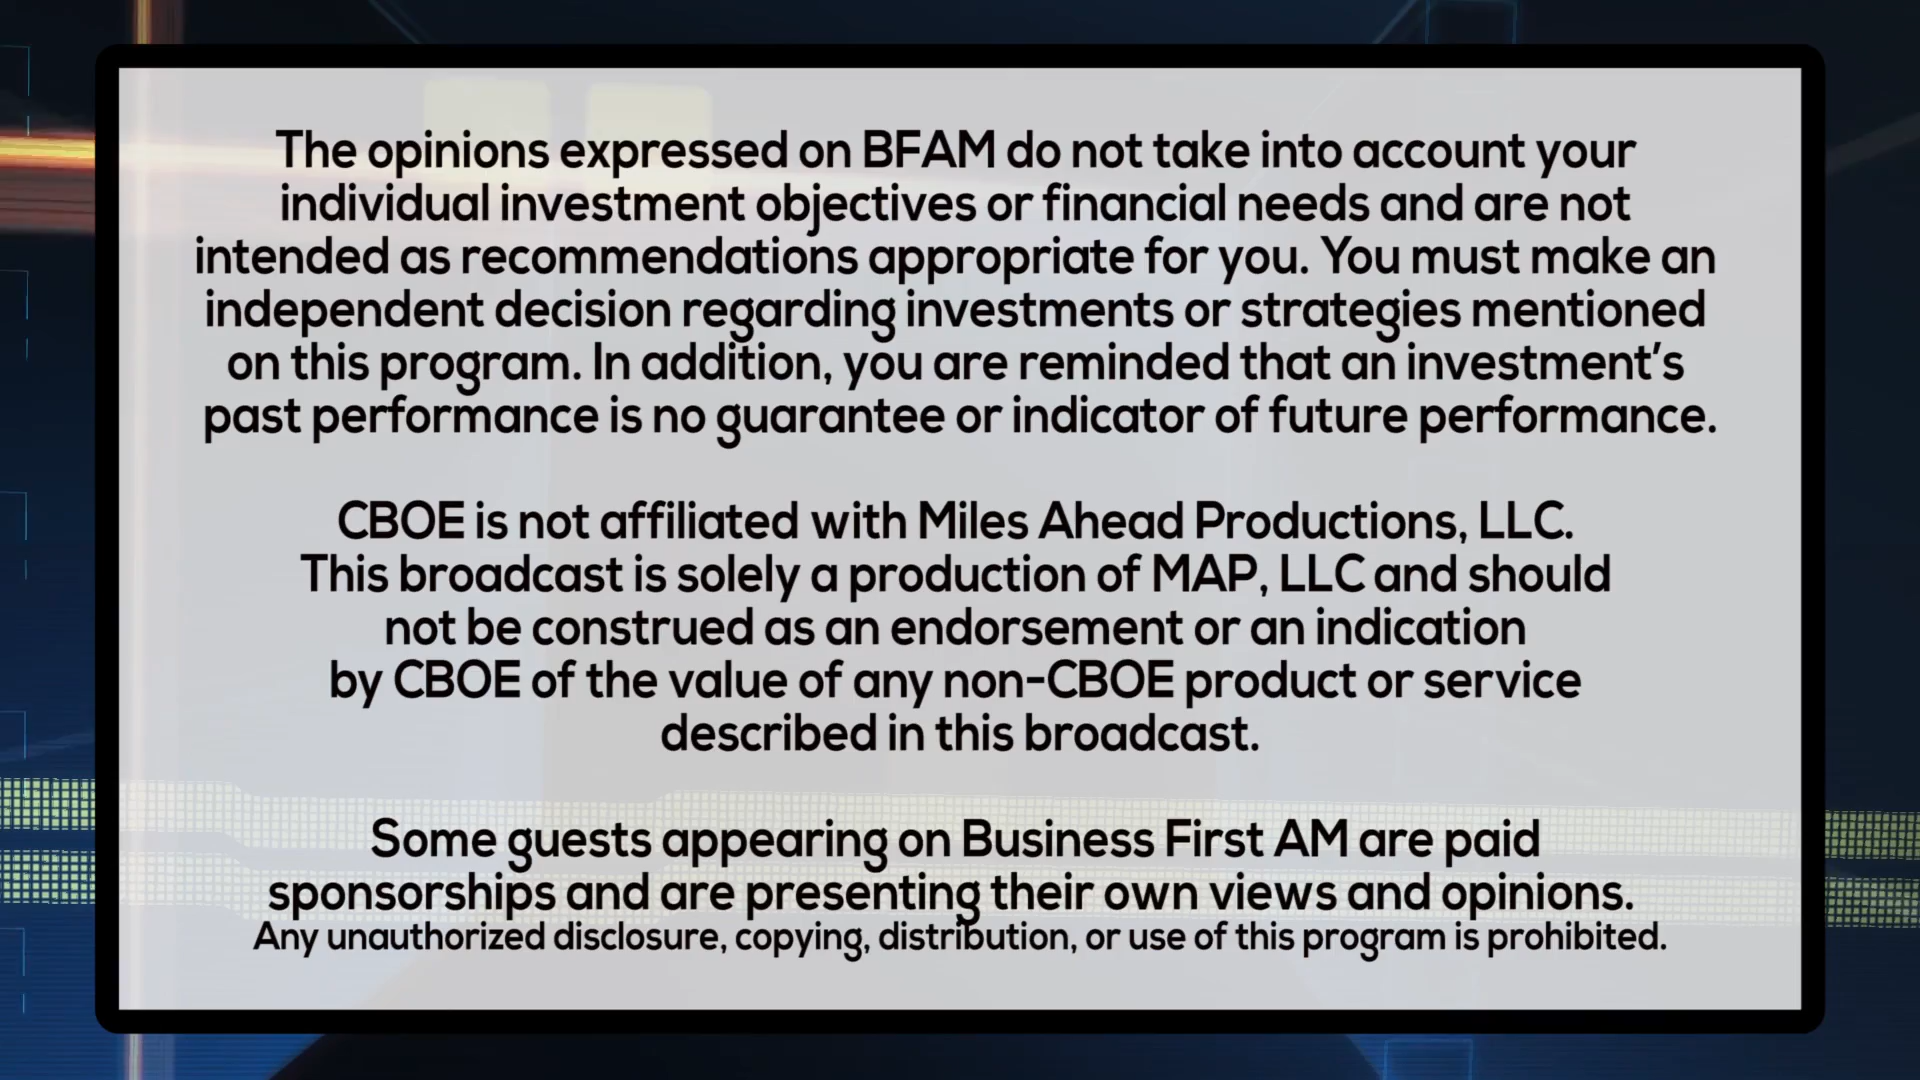 The opinions expressed on BFAM do not take into account your
individual investment objectives or financial needs and are not
intended as recommendations appropriate for you. You must make an
independent decision regarding investments or strategies mentioned
on this program. In addition, you are reminded that an investment's
past performance is no guarantee or indicator of future performance.
CBOE is not affiliated with Miles Ahead Productions, LLC.
This broadcast is solely a production of MAP, LLC and should
not be construed as an endorsement or an indication
by CBOE of the value of any non-CBOE product or service
described in this broadcast.
Some guests appearing on Business First AM are paid
sponsorships and are presenting their own views and opinions.
Any unauthorized disclosure, copying, distribution, or use of this program is prohibited.